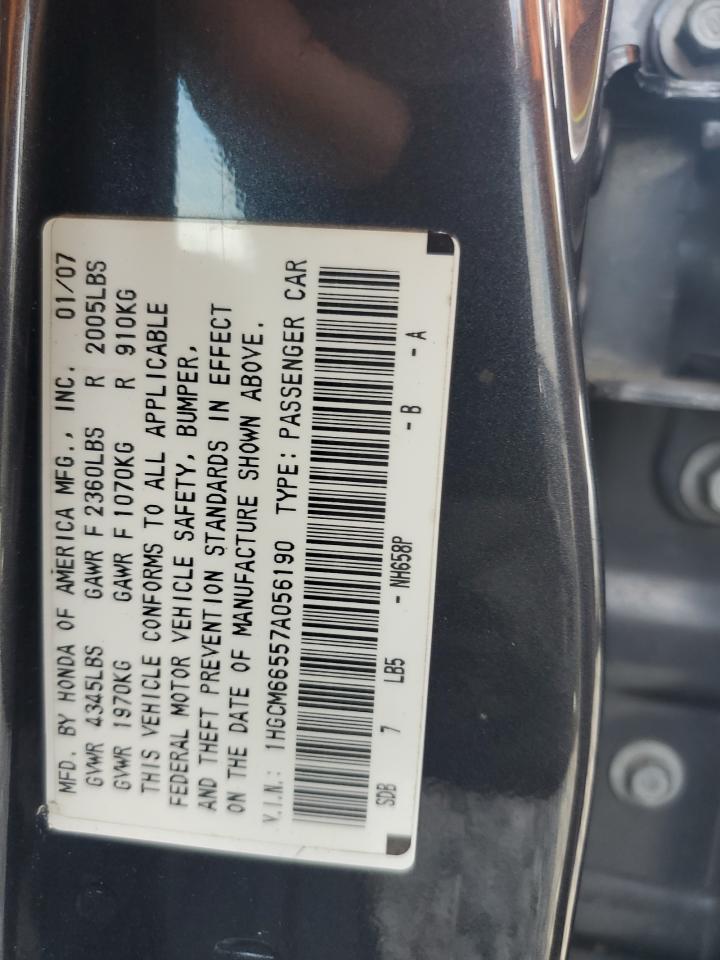 MFD. BY HONDA OF AMERICA MFG., INC. 01/07
GVWR 4345LBS GAWR F 2360LBS R 2005LBS
GVWR 1970KG GAWR F 1070KG R 910KG
THIS VEHICLE CONFORMS TO ALL APPLICABLE
FEDERAL MOTOR VEHICLE SAFETY, BUMPER,
AND THEFT PREVENTION STANDARDS IN EFFECT
ON THE DATE OF MANUFACTURE SHOWN ABOVE.
V.I.N.: 1HGCM66557A056190 TYPE: PASSENGER CAR
SDB 7 LB5 - NH658P - B - A